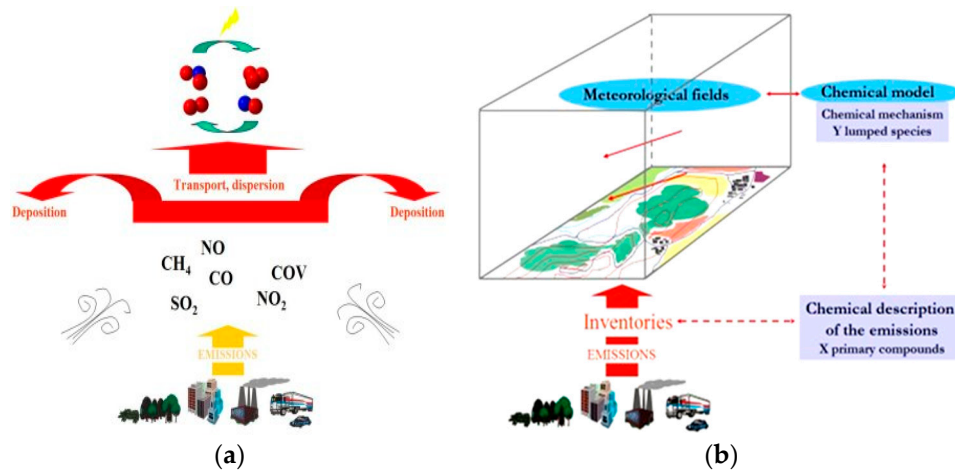 Transport, dispersion
Deposition
Deposition
NO
CH4
CO
COV
SO2
NO2
EMISSIONS
(a)
Meteorological fields
Chemical model
Chemical mechanism
Y lumped species
Chemical description
of the emissions
X primary compounds
Inventories
EMISSIONS
(b)